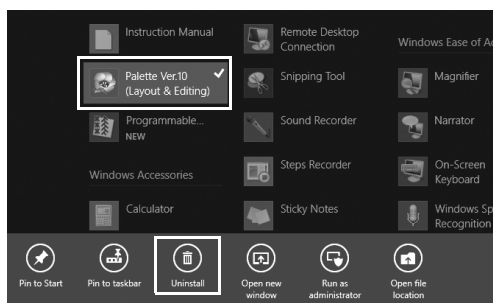 Instruction Manual
Palette Ver.10
(Layout & Editing)
Programmable...
NEW
Windows Accessories
Calculator
Remote Desktop
Connection
Snipping Tool
Sound Recorder
Steps Recorder
Sticky Notes
Windows Ease of Ac
Magnifier
Narrator
On-Screen
Keyboard
Windows Sp
Recognition
Pin to Start
Pin to taskbar
Uninstall
Open new
window
Run as
administrator
Open file
location